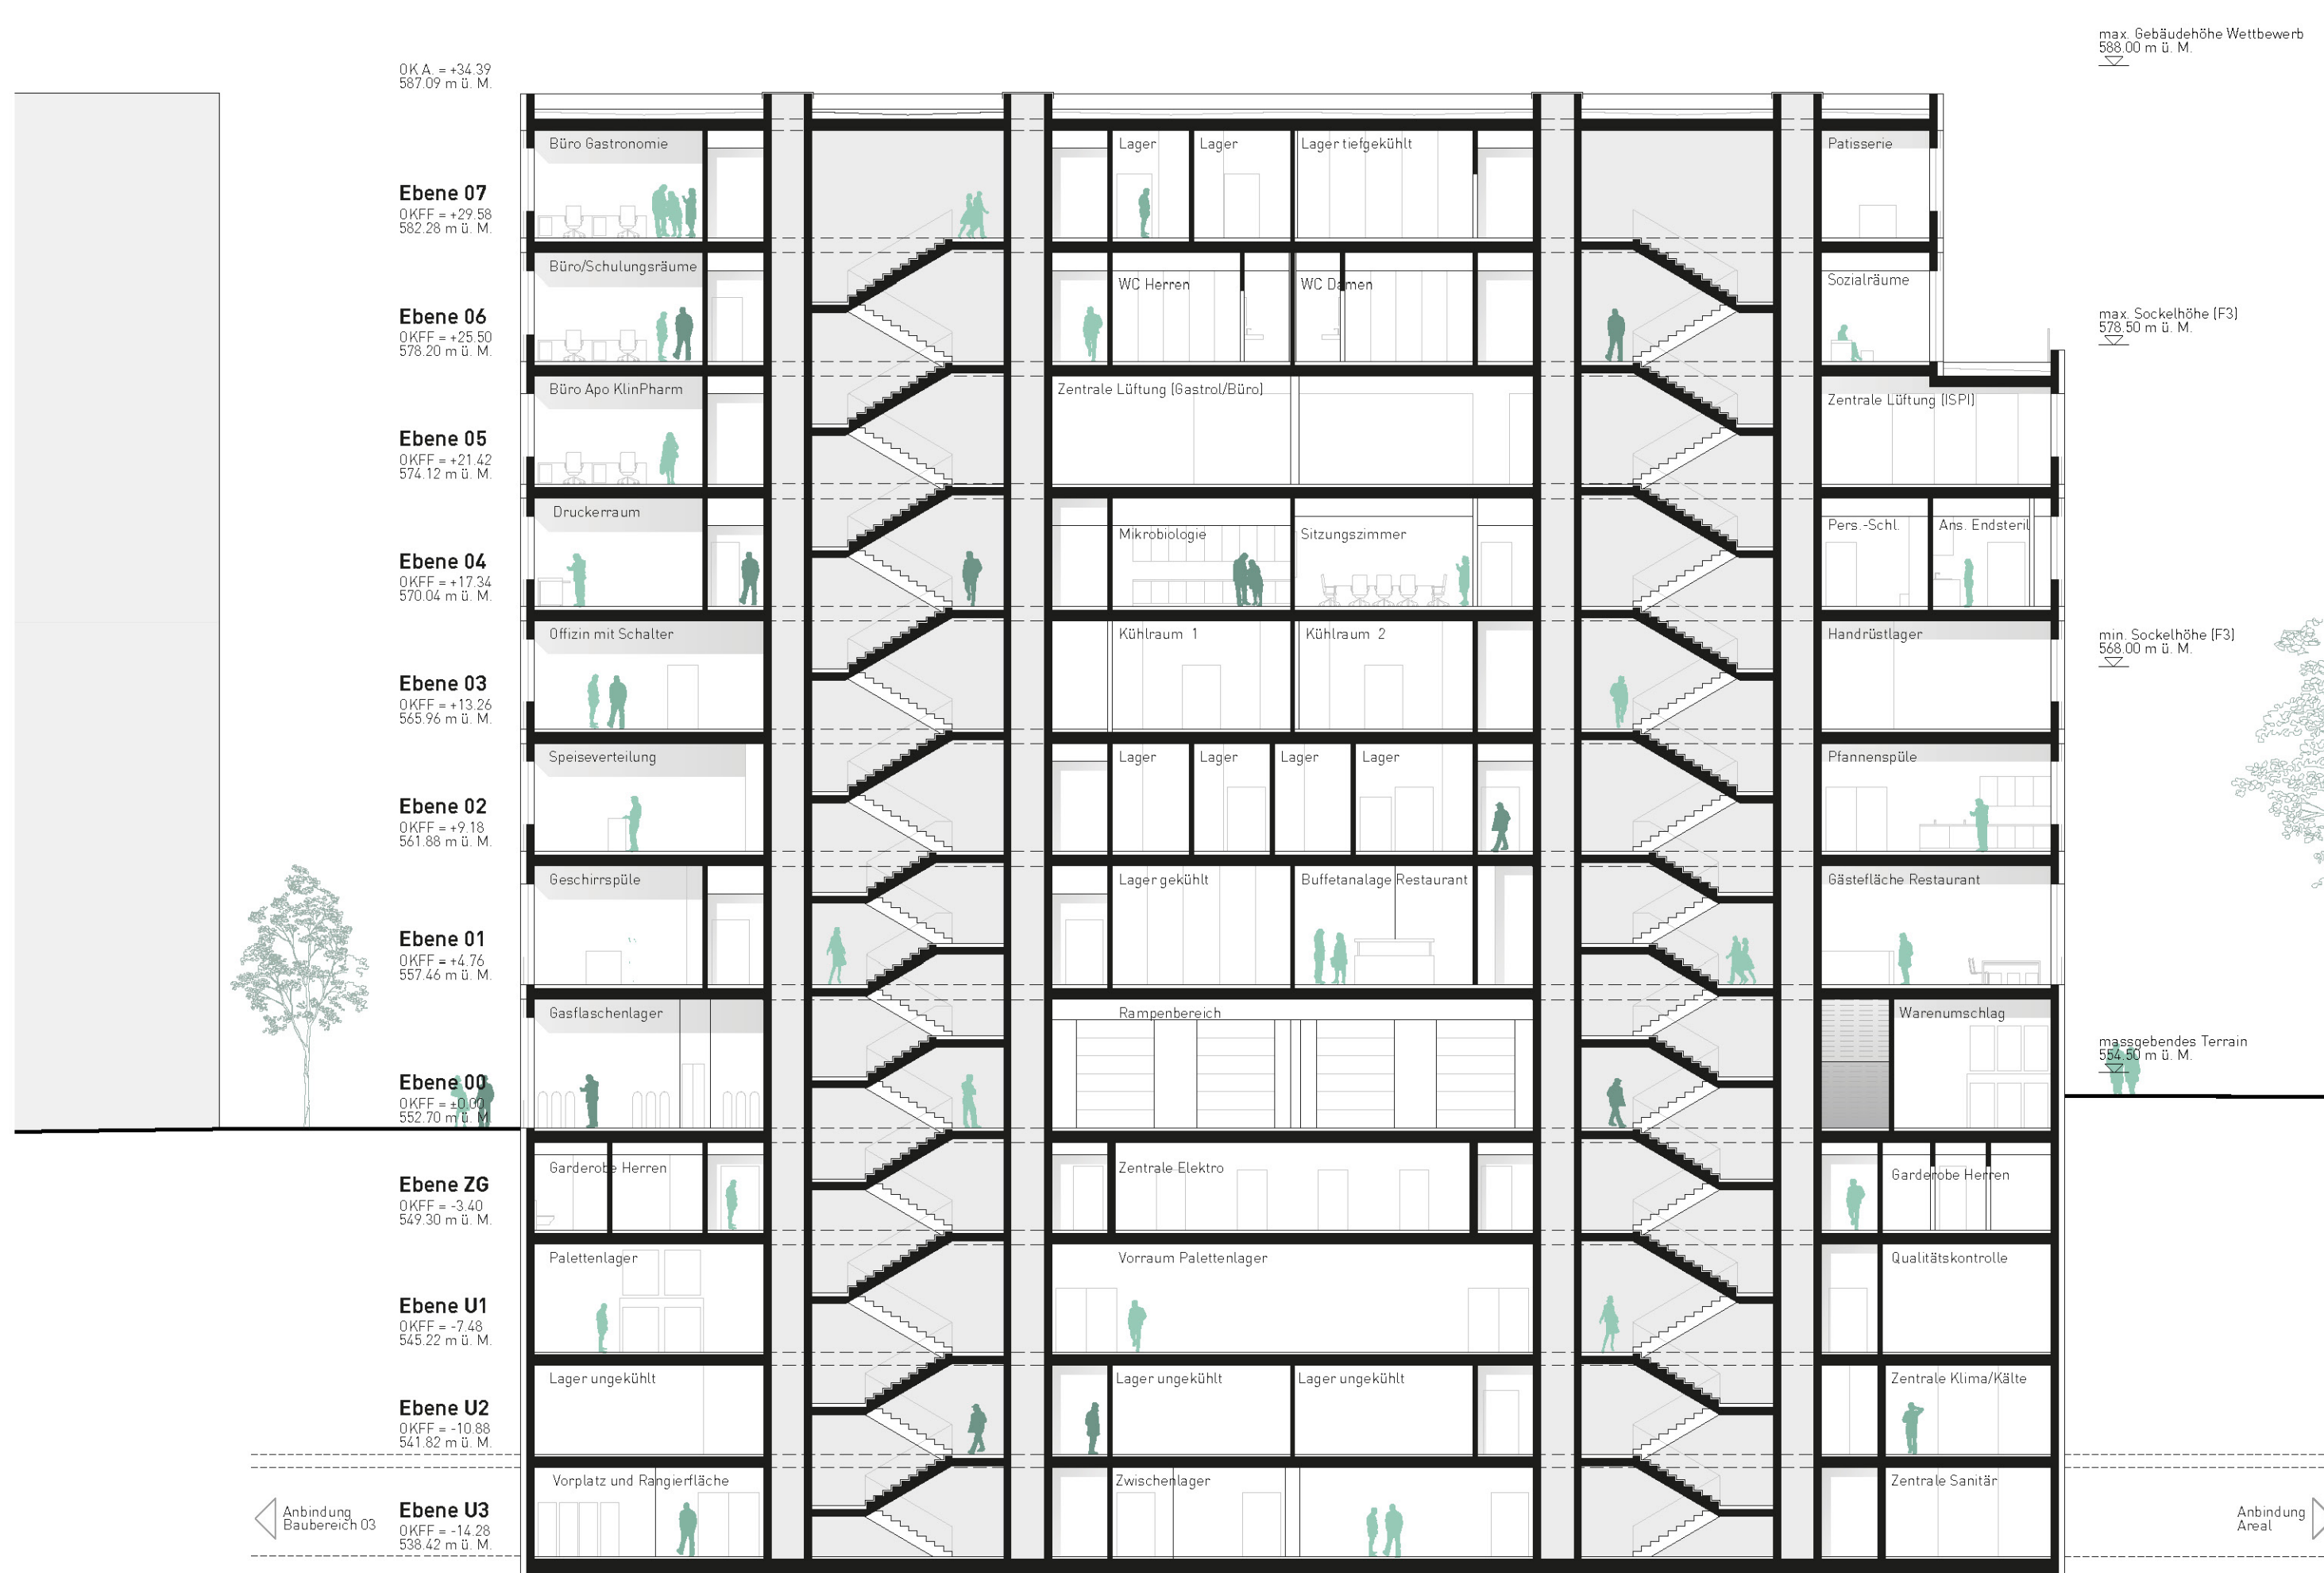 max. Gebäudehöhe Wettbewerb
588.00 m ü. M.
OK A. = +34.39
587.09 m ü. M.
Büro Gastronomie
Lager
Lager
Lager tiefgekühlt
Patisserie
Ebene 07
OKFF = +29.58
582.28 m ü. M.
Büro/Schulungsräume
WC Herren
WC Damen
Sozialräume
Ebene 06
OKFF = +25.50
578.20 m ü. M.
max. Sockelhöhe (F3)
578.50 m ü. M.
Büro Apo KlinPharm
Zentrale Lüftung (Gastrol/Büro)
Zentrale Lüftung (ISPI)
Ebene 05
OKFF = +21.42
574.12 m ü. M.
Druckerraum
Mikrobiologie
Sitzungszimmer
Pers.-Schl.
Ans. Endsteril
Ebene 04
OKFF = +17.34
570.04 m ü. M.
Offizin mit Schalter
Kühlraum 1
Kühlraum 2
Handrüstlager
min. Sockelhöhe (F3)
568.00 m ü. M.
Ebene 03
OKFF = +13.26
565.96 m ü. M.
Speiseverteilung
Lager
Lager
Lager
Lager
Pfannenspüle
Ebene 02
OKFF = +9.18
561.88 m ü. M.
Geschirrspüle
Lager gekühlt
Buffetanalage Restaurant
Gästefläche Restaurant
Ebene 01
OKFF = +4.76
557.46 m ü. M.
Gasflaschenlager
Rampenbereich
Warenumschlag
massgebendes Terrain
554.50 m ü. M.
Ebene 00
OKFF = ±0.00
552.70 m ü. M.
Garderobe Herren
Zentrale Elektro
Garderobe Herren
Ebene ZG
OKFF = -3.40
549.30 m ü. M.
Palettenlager
Vorraum Palettenlager
Qualitätskontrolle
Ebene U1
OKFF = -7.48
545.22 m ü. M.
Lager ungekühlt
Lager ungekühlt
Lager ungekühlt
Zentrale Klima/Kälte
Ebene U2
OKFF = -10.88
541.82 m ü. M.
Vorplatz und Rangierfläche
Zwischenlager
Zentrale Sanitär
Anbindung
Baubereich 03
Ebene U3
OKFF = -14.28
538.42 m ü. M.
Anbindung
Areal